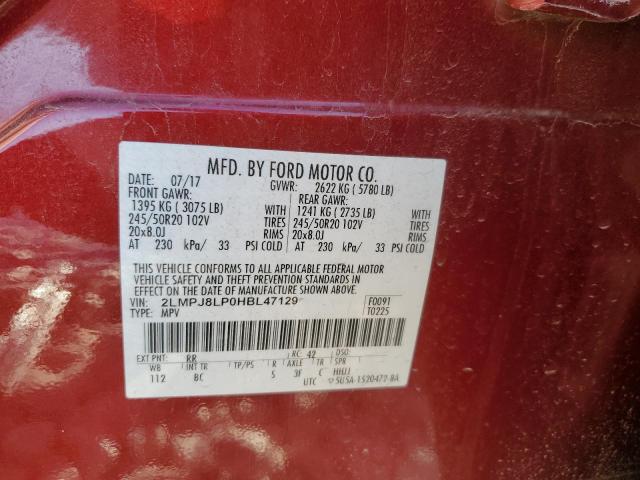 MFD. BY FORD MOTOR CO.
DATE: 07/17 GVWR: 2622 KG ( 5780 LB)
FRONT GAWR: REAR GAWR:
1395 KG ( 3075 LB) WITH 1241 KG ( 2735 LB) WITH
245/50R20 102V TIRES 245/50R20 102V TIRES
20x8.0J RIMS 20x8.0J RIMS
AT 230 kPa/ 33 PSI COLD AT 230 kPa/ 33 PSI COLD
THIS VEHICLE CONFORMS TO ALL APPLICABLE FEDERAL MOTOR
VEHICLE SAFETY AND THEFT PREVENTION STANDARDS IN EFFECT
ON THE DATE OF MANUFACTURE SHOWN ABOVE.
VIN: 2LMPJ8LP0HBL47129 F0091
TYPE: MPV T0225
EXT PNT: RR RC: 42 DSO:
WB INT TR TP/PS R AXLE TR SPR
112 BC 5 3F C HHJJ
UTC 5U5A-1520472-BA